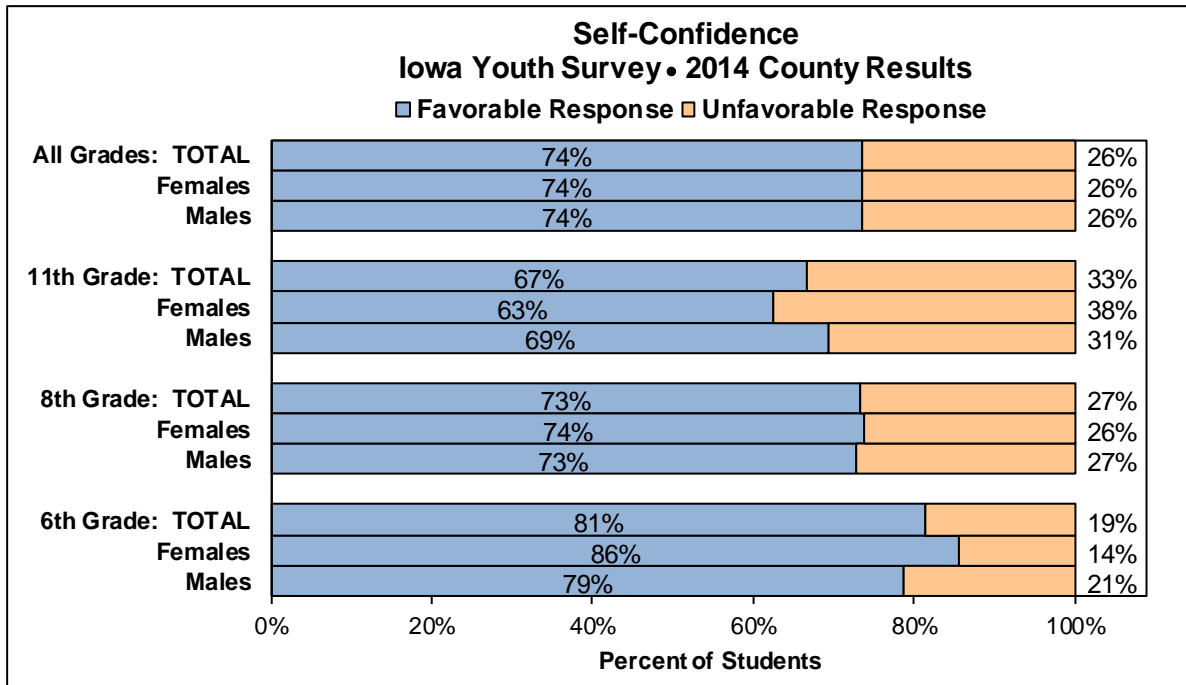 Self-Confidence
Iowa Youth Survey • 2014 County Results
Favorable Response Unfavorable Response
All Grades: TOTAL 74% 26%
Females 74% 26%
Males 74% 26%
11th Grade: TOTAL 67% 33%
Females 63% 38%
Males 69% 31%
8th Grade: TOTAL 73% 27%
Females 74% 26%
Males 73% 27%
6th Grade: TOTAL 81% 19%
Females 86% 14%
Males 79% 21%
0% 20% 40% 60% 80% 100%
Percent of Students